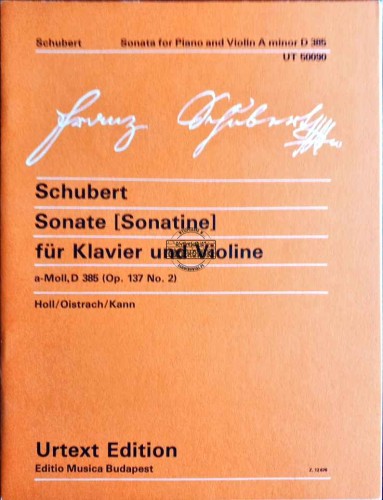 Schubert Sonata for Piano and Violin A minor D 385
UT 50090
Franz Schubert
Schubert
Sonate [Sonatine]
für Klavier und Violine
a-Moll, D 385 (Op. 137 No. 2)
Holl/Oistrach/Kann
Urtext Edition
Editio Musica Budapest